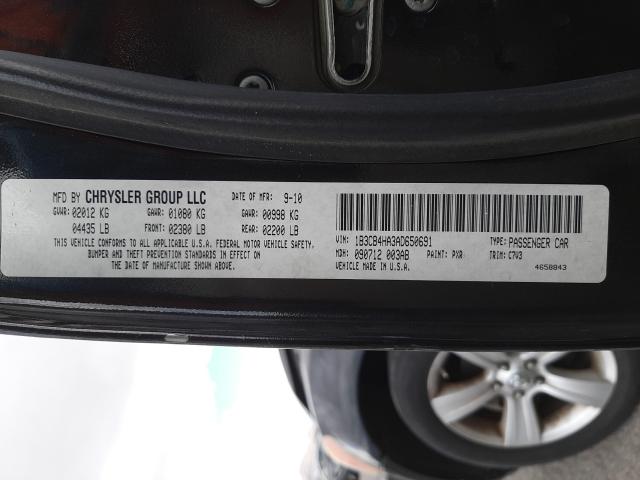 MFD BY CHRYSLER GROUP LLC DATE OF MFR 9-10
GVWR: 02012 KG GAWR: 01080 KG GAWR: 00998 KG
04435 LB FRONT: 02380 LB REAR: 02200 LB
THIS VEHICLE CONFORMS TO ALL APPLICABLE U.S.A. FEDERAL MOTOR VEHICLE SAFETY,
BUMPER AND THEFT PREVENTION STANDARDS IN EFFECT ON
THE DATE OF MANUFACTURE SHOWN ABOVE.
VIN: 1B3CB4HA3AD650691 TYPE: PASSENGER CAR
MDH: 090712 003AB PAINT: PXR TRIM: C7V3
VEHICLE MADE IN U.S.A. 4658843